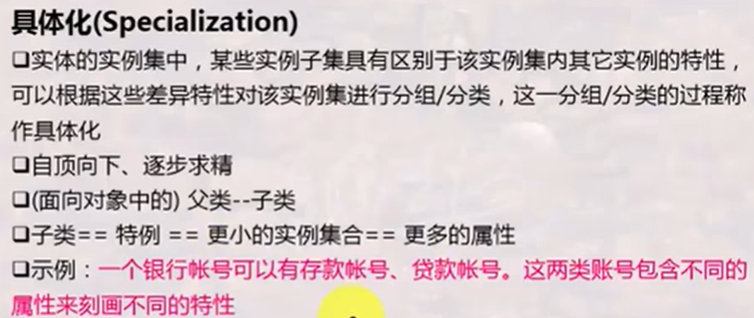 具体化(Specialization)
❑实体的实例集中，某些实例子集具有区别于该实例集内其它实例的特性，
可以根据这些差异特性对该实例集进行分组/分类，这一分组/分类的过程称
作具体化
❑自顶向下、逐步求精
❑(面向对象中的) 父类--子类
❑子类== 特例 == 更小的实例集合== 更多的属性
❑示例：一个银行帐号可以有存款帐号、贷款帐号。这两类账号包含不同的
属性来刻画不同的特性